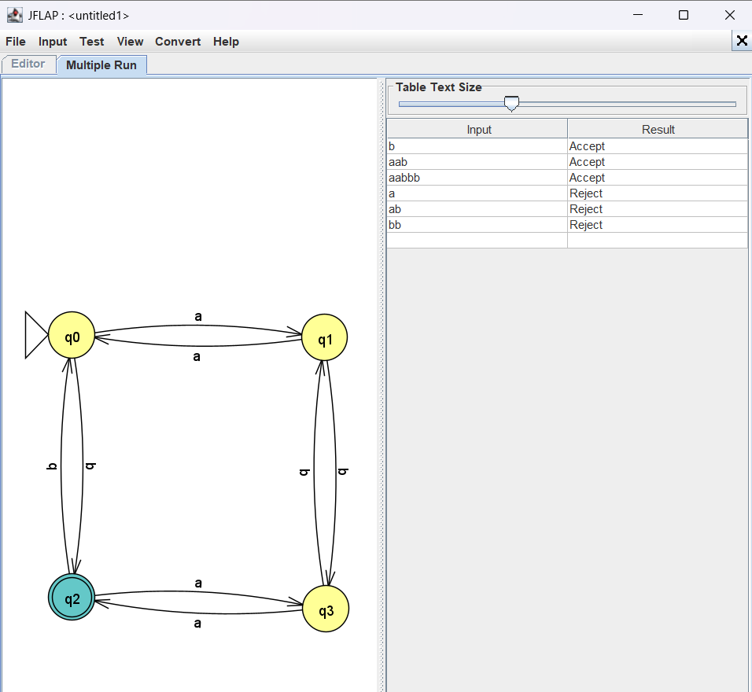 JFLAP : <untitled1>
File Input Test View Convert Help
Editor Multiple Run
Table Text Size
Input Result
b Accept
aab Accept
aabbb Accept
a Reject
ab Reject
bb Reject
a
q0 q1
a
b b b b
a
q2 q3
a